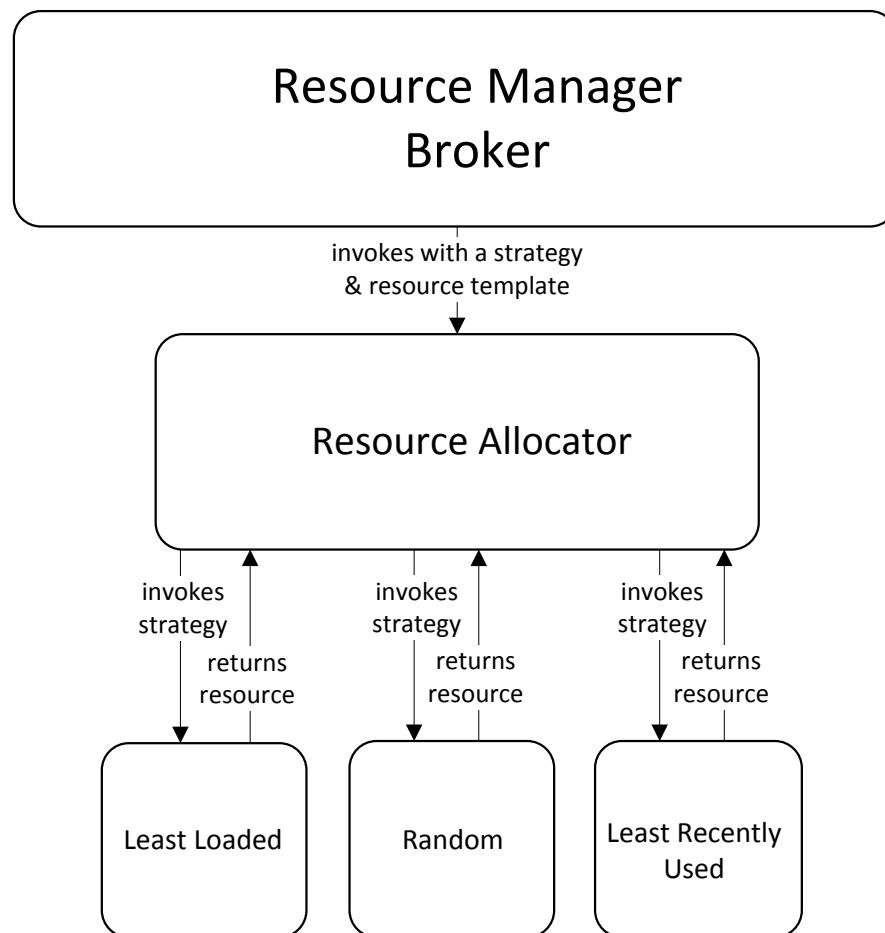 Resource Manager
Broker
invokes with a strategy
& resource template
Resource Allocator
invokes
strategy
returns
resource
invokes
strategy
returns
resource
invokes
strategy
returns
resource
Least Loaded
Random
Least Recently
Used